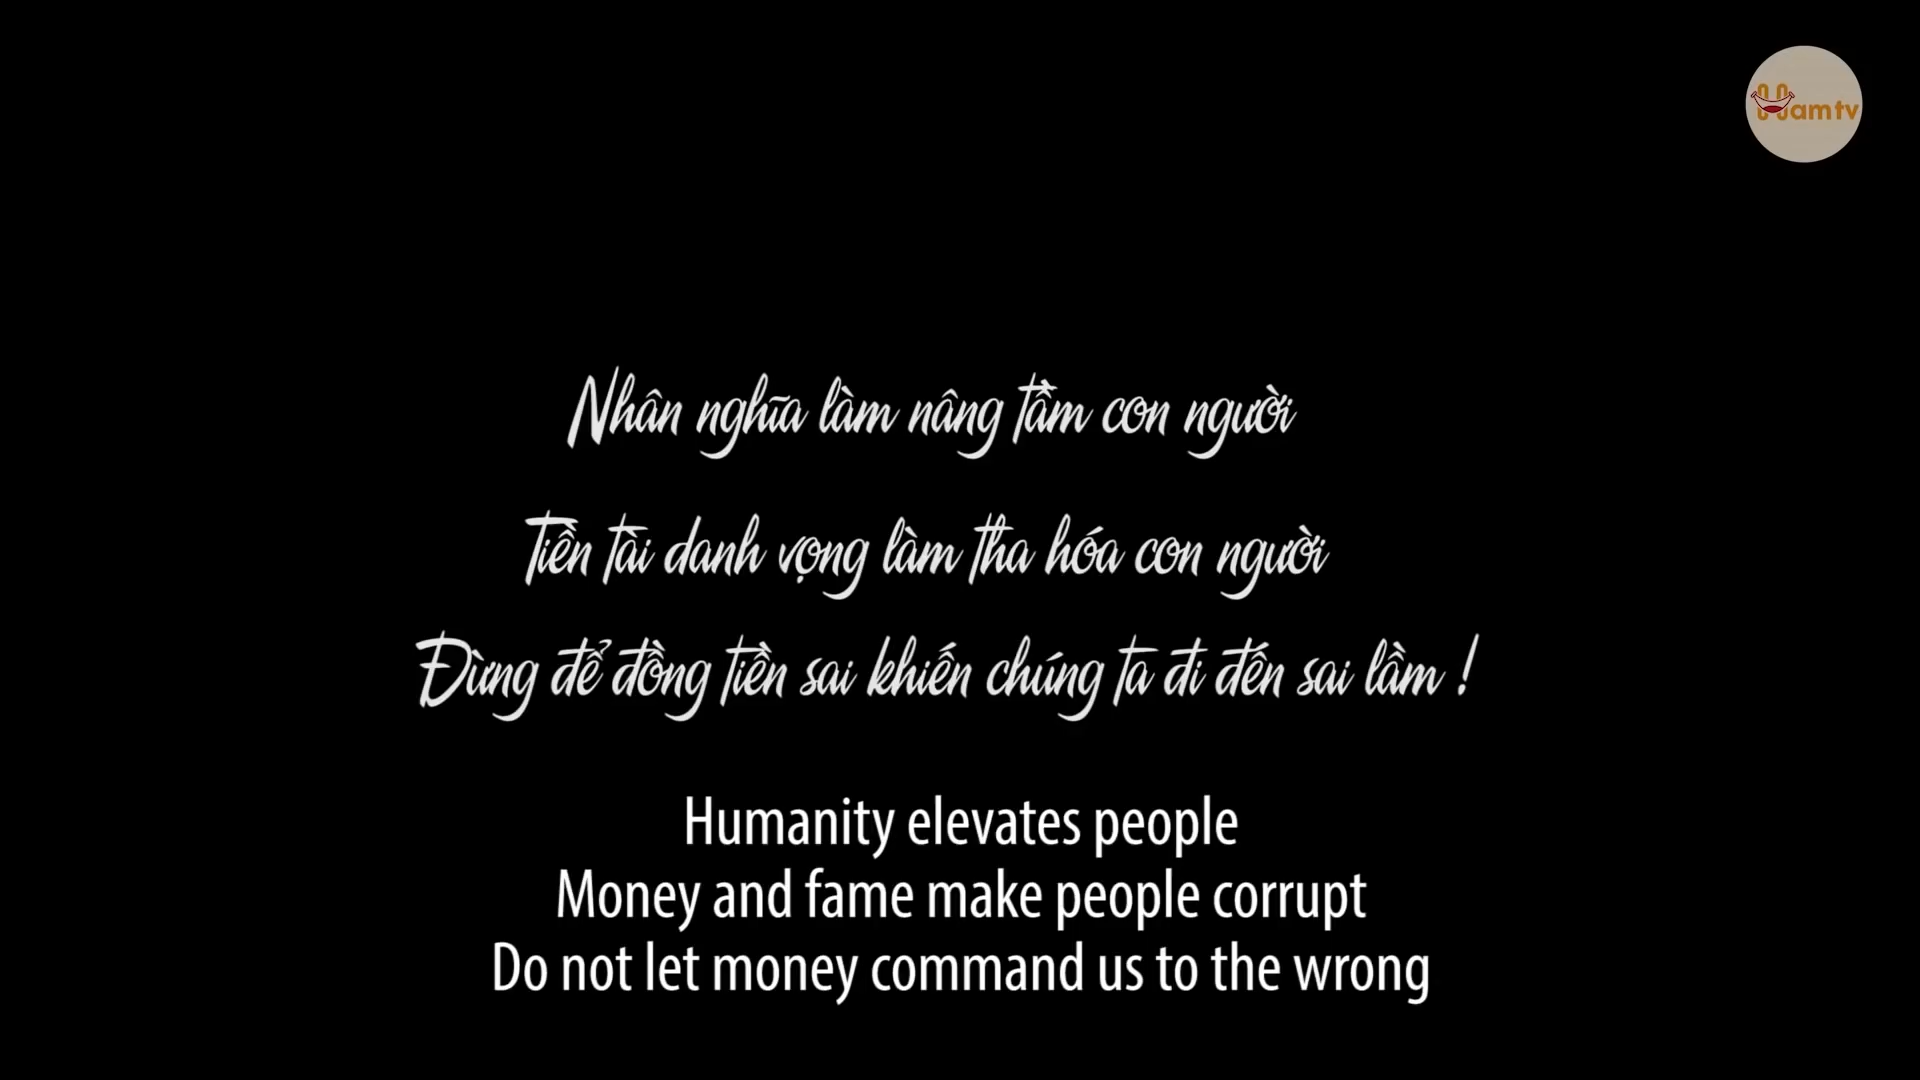 Hamtv
Nhân nghĩa làm nâng tầm con người
Tiền tài danh vọng làm tha hóa con người
Đừng để đồng tiền sai khiến chúng ta đi đến sai lầm !
Humanity elevates people
Money and fame make people corrupt
Do not let money command us to the wrong